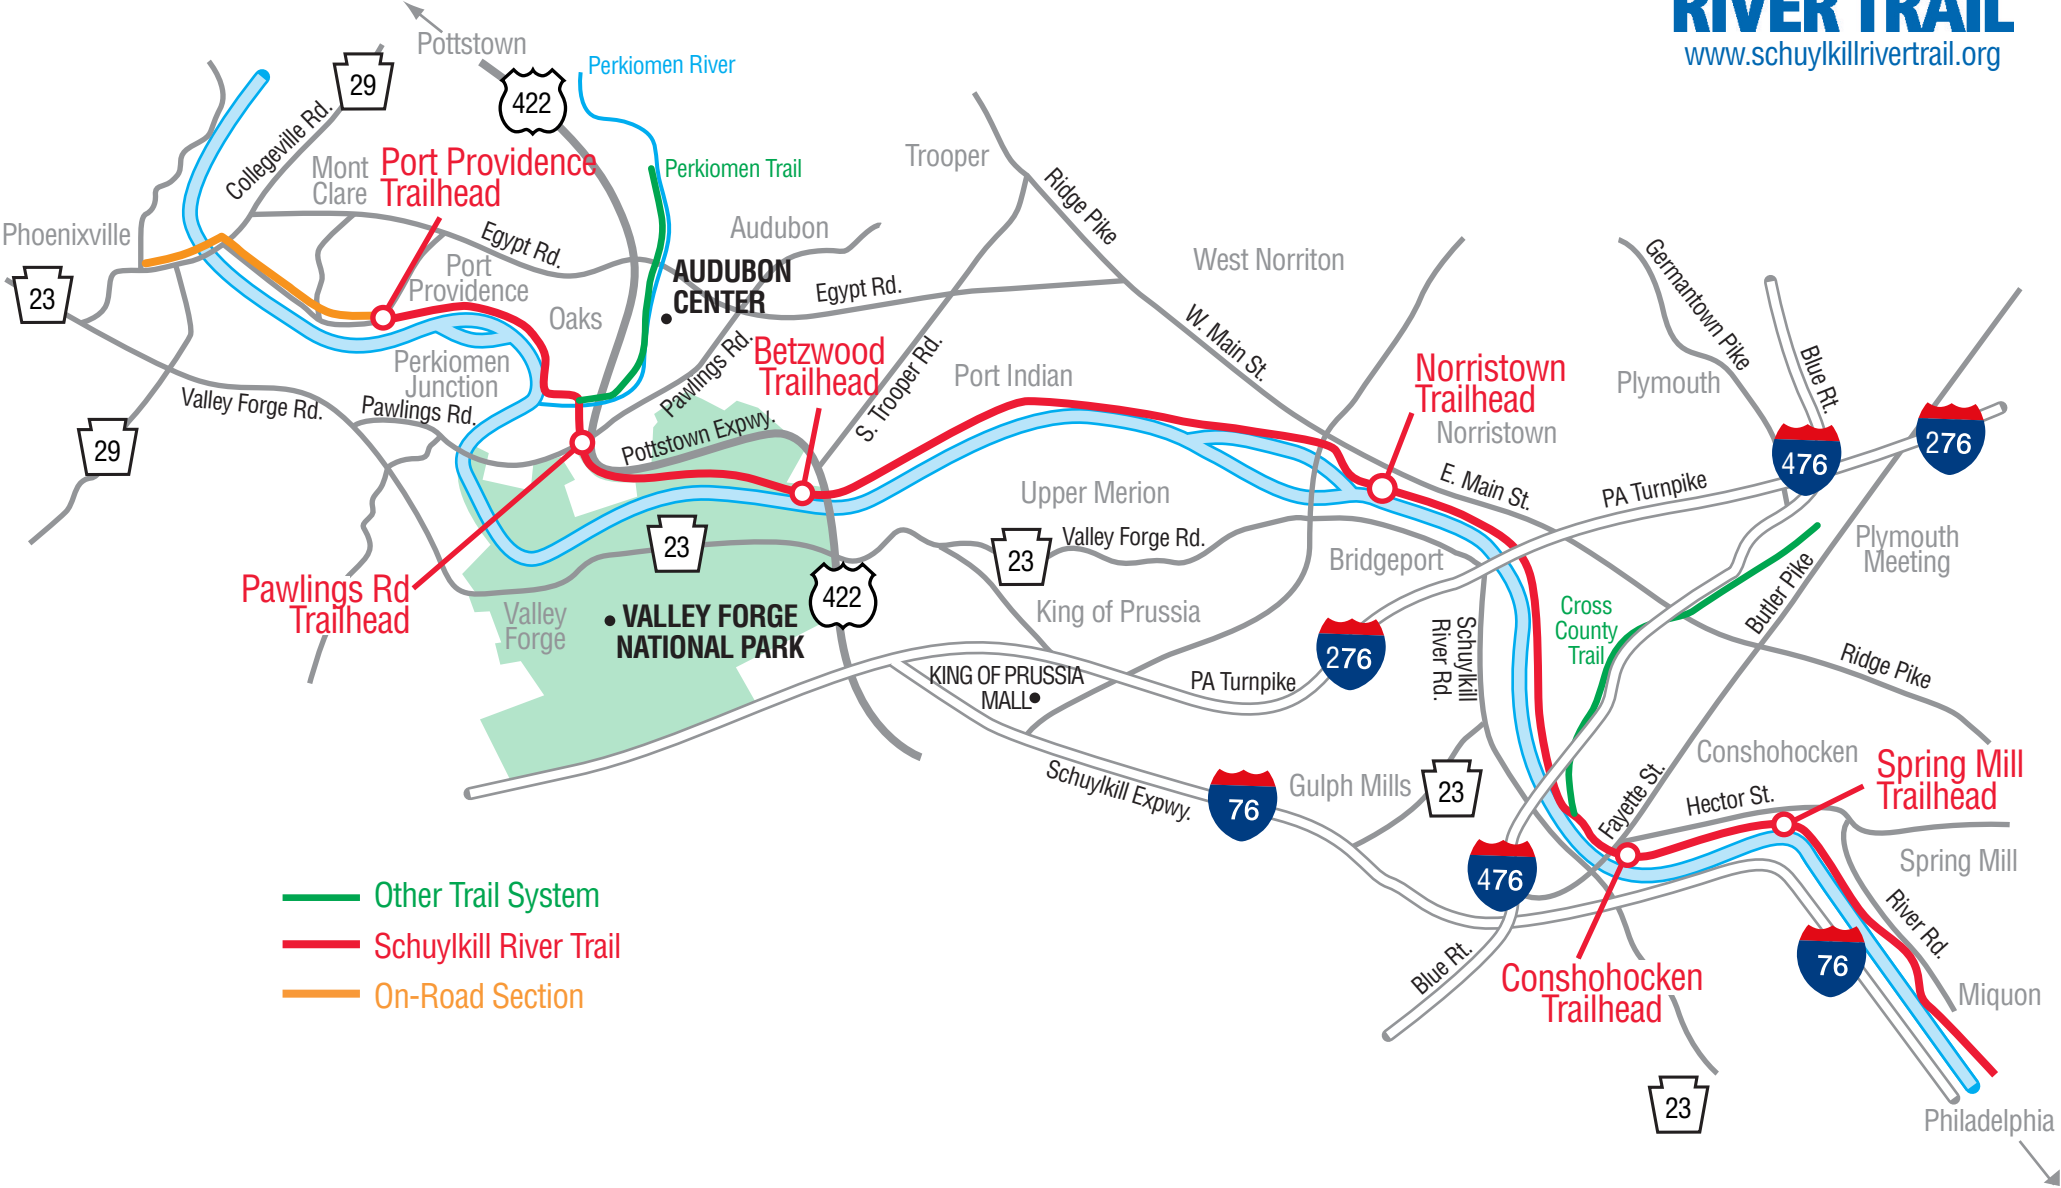 RIVER TRAIL
www.schuylkillrivertrail.org
Pottstown
29
422
Perkiomen River
Collegeville Rd.
Mont
Clare
Port Providence
Trailhead
Perkiomen Trail
Trooper
Ridge Pike
Phoenixville
23
Egypt Rd.
Port
Providence
Oaks
Audubon
AUDUBON
CENTER
Egypt Rd.
West Norriton
Germantown Pike
Blue Rt.
Plymouth
Perkiomen
Junction
Pawlings Rd.
Betzwood
Trailhead
S. Trooper Rd.
Port Indian
W. Main St.
Norristown
Trailhead
Norristown
476
276
Valley Forge Rd.
Pawlings Rd.
29
Pottstown Expwy.
Upper Merion
E. Main St.
PA Turnpike
23
23
Valley Forge Rd.
Bridgeport
Plymouth
Meeting
Butler Pike
Pawlings Rd
Trailhead
Valley
Forge
VALLEY FORGE
NATIONAL PARK
422
King of Prussia
276
Schuylkill
River Rd.
Cross
County
Trail
Ridge Pike
KING OF PRUSSIA
MALL
PA Turnpike
Schuylkill Expwy.
76
Gulph Mills
23
Fayette St.
Conshohocken
Hector St.
Spring Mill
Trailhead
Spring Mill
476
River Rd.
Blue Rt.
Conshohocken
Trailhead
76
Miquon
23
Philadelphia
Other Trail System
Schuylkill River Trail
On-Road Section